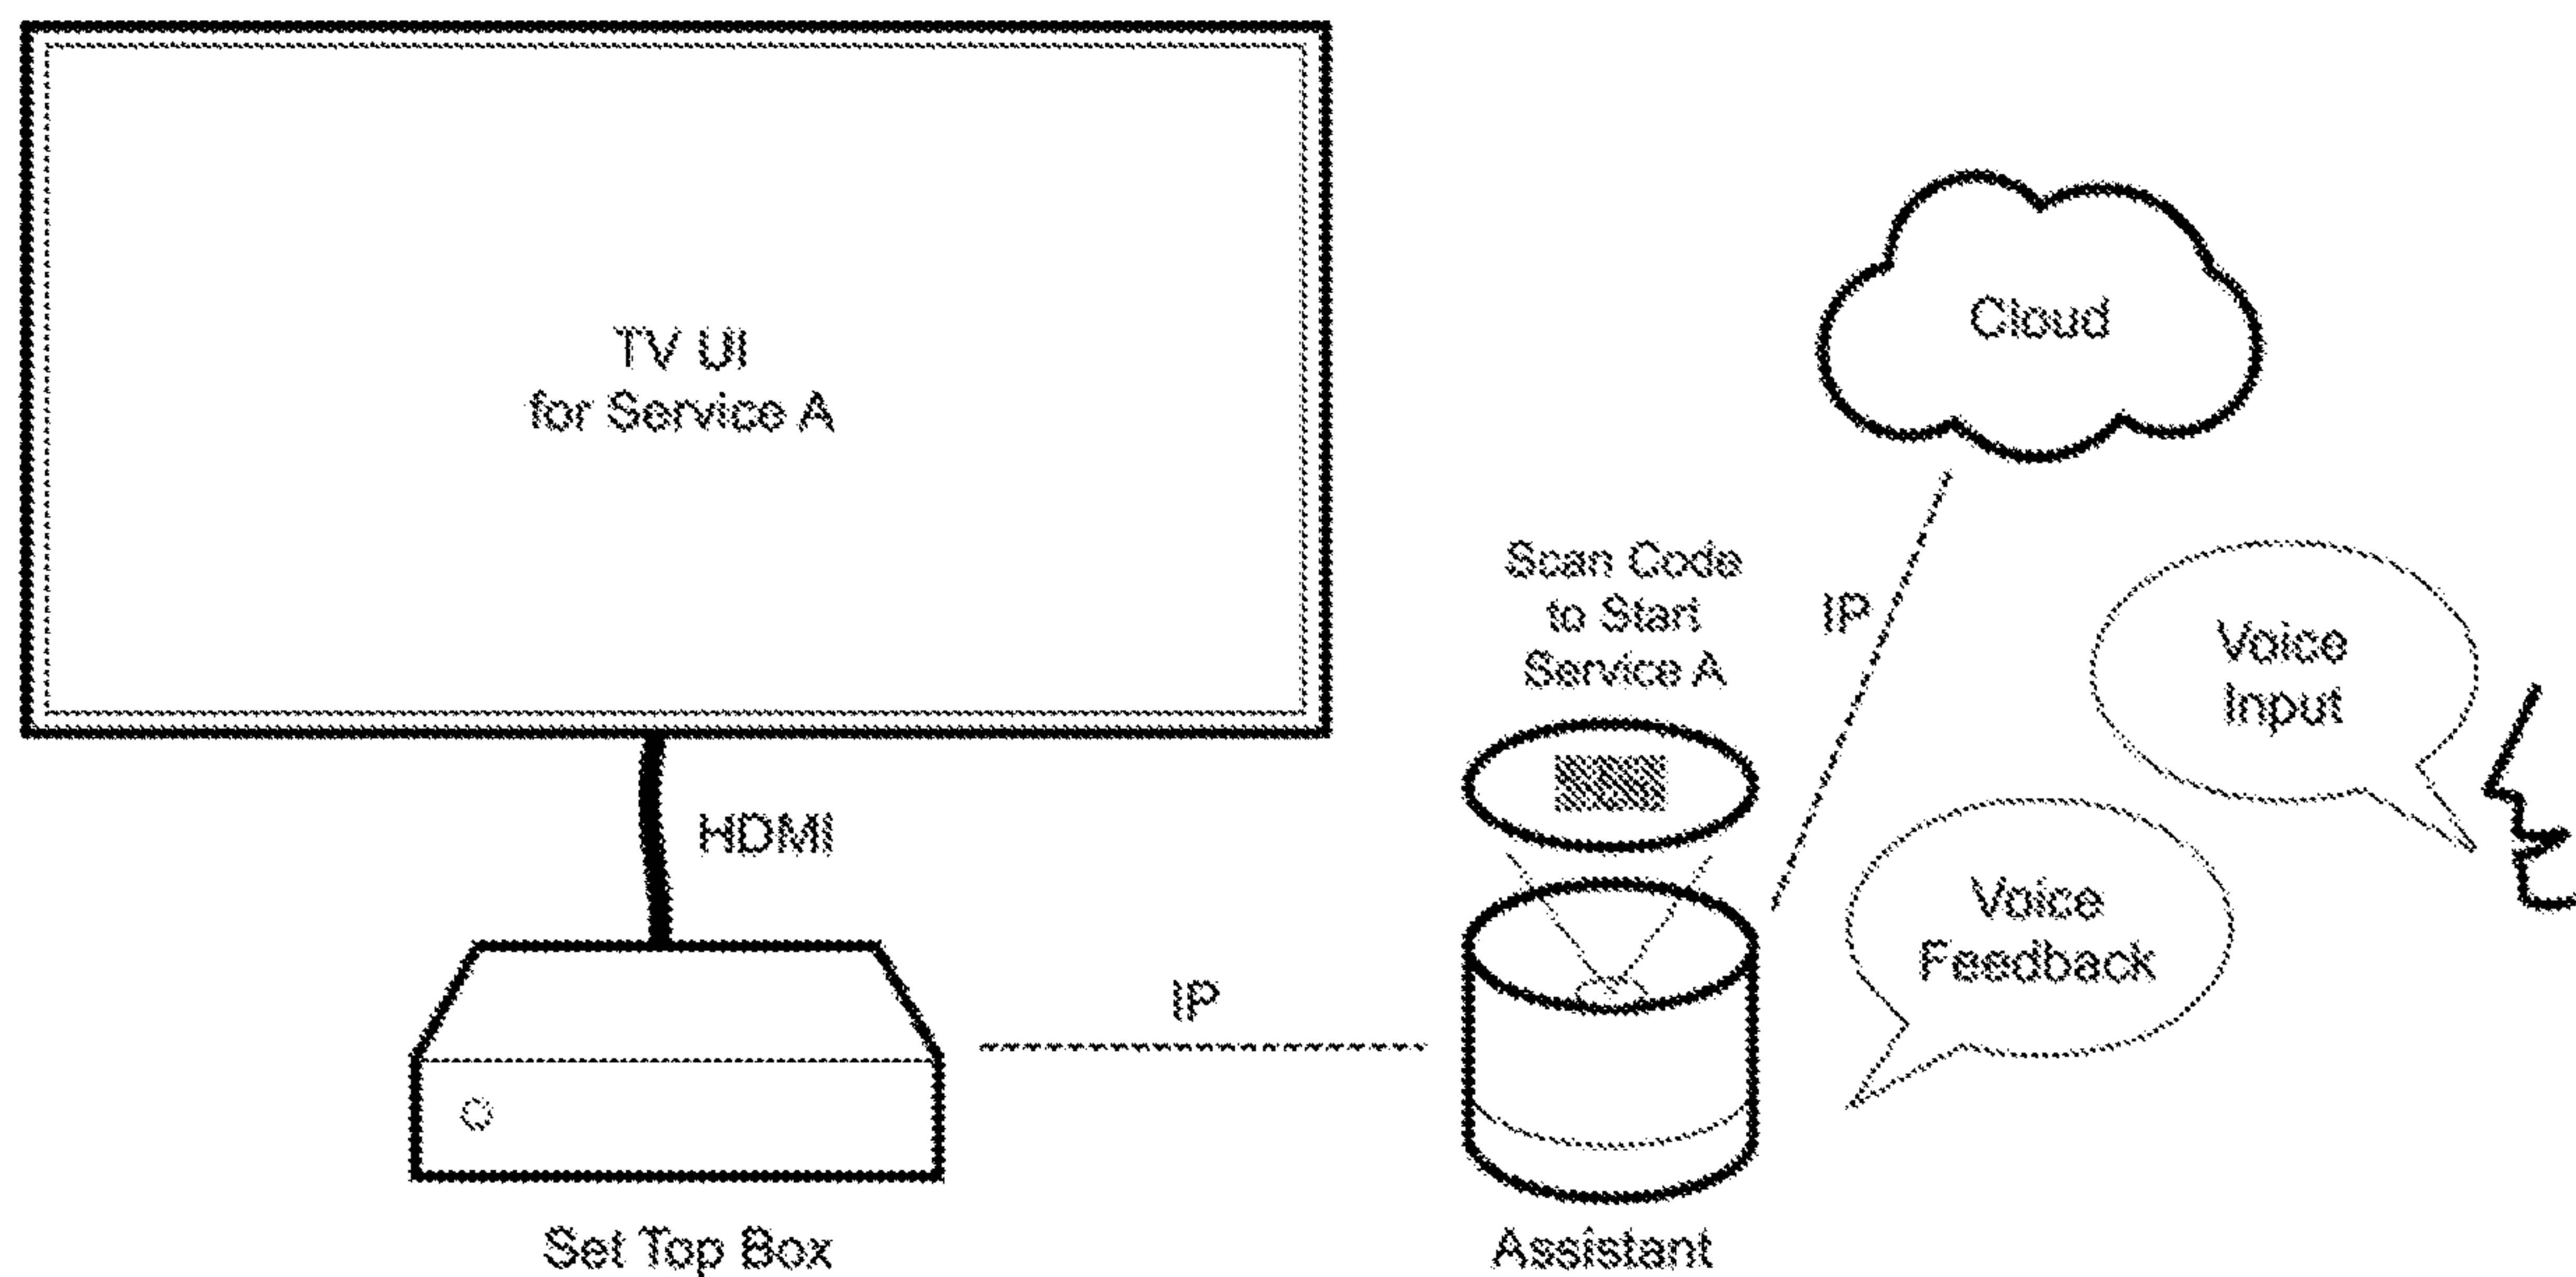 TV UI
for Service A
HDMI
Set Top Box
IP
Scan Code
to Start
Service A
Assistant
IP
Cloud
Voice
Input
Voice
Feedback